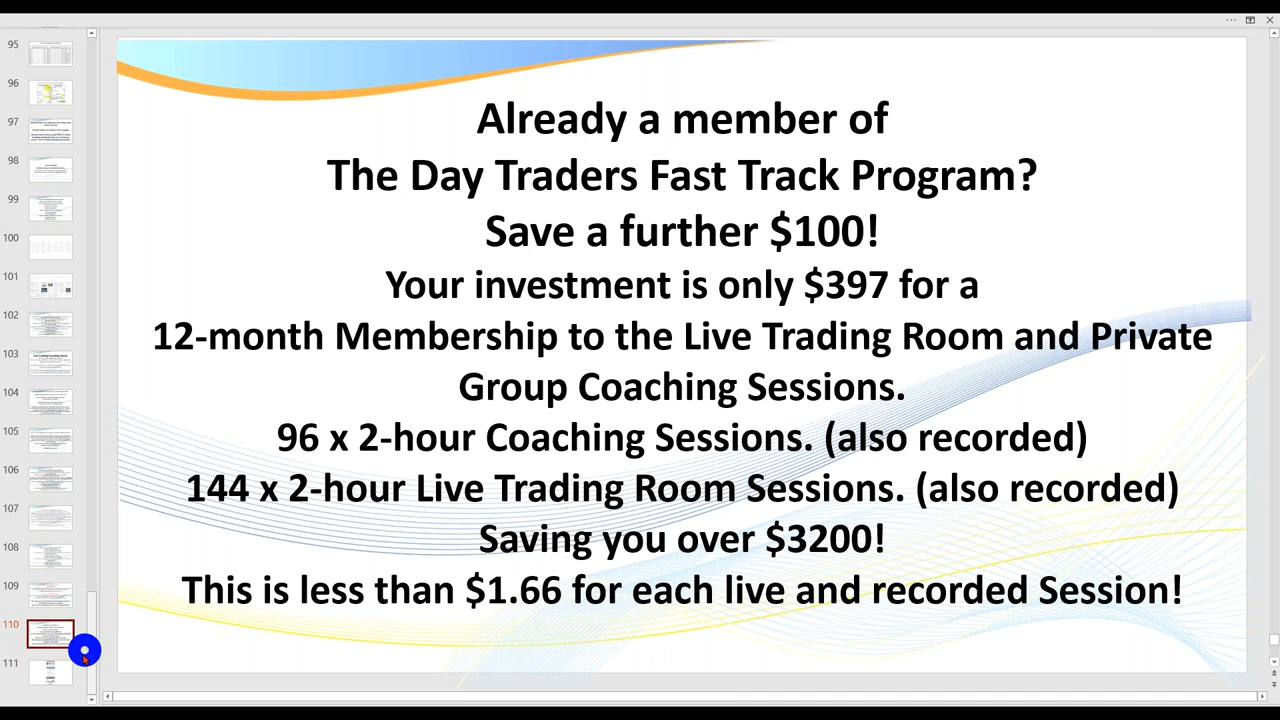 95
96
97
98
99
100
101
102
103
104
105
106
107
108
109
110
111
Already a member of
The Day Traders Fast Track Program?
Save a further $100!
Your investment is only $397 for a
12-month Membership to the Live Trading Room and Private
Group Coaching Sessions.
96 x 2-hour Coaching Sessions. (also recorded)
144 x 2-hour Live Trading Room Sessions. (also recorded)
Saving you over $3200!
This is less than $1.66 for each live and recorded Session!